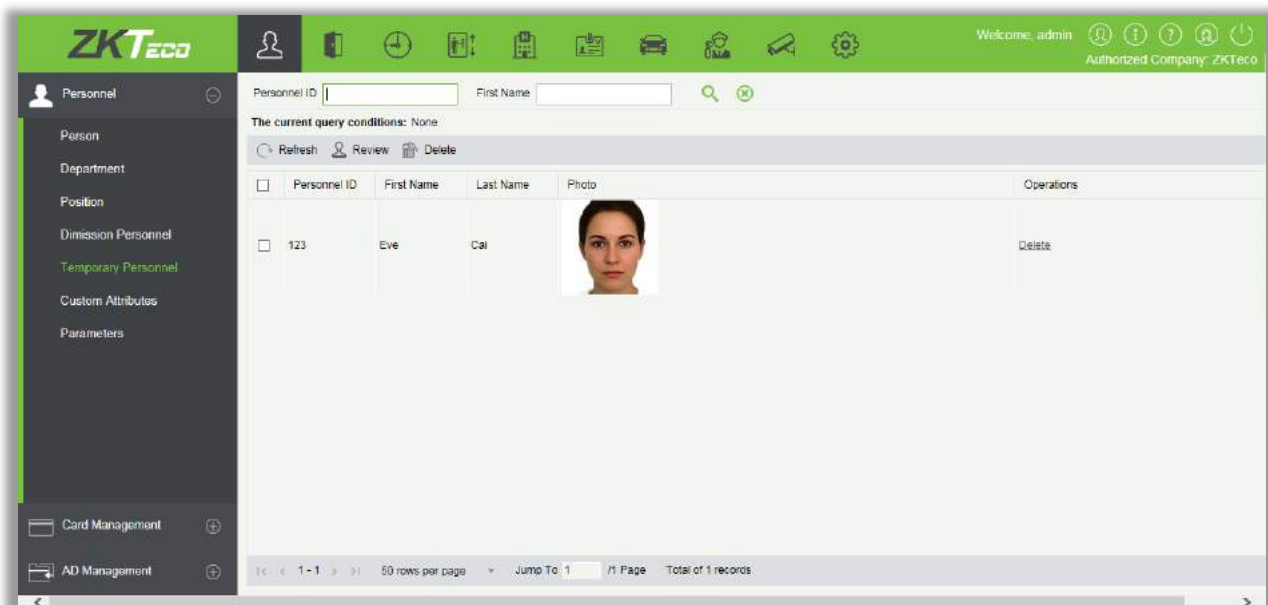 ZKTeco
Welcome, admin
Authorized Company: ZKTeco
Personnel
Person
Department
Position
Dimission Personnel
Temporary Personnel
Custom Attributes
Parameters
Card Management
AD Management
Personnel ID First Name
The current query conditions: None
Refresh Review Delete
Personnel ID First Name Last Name Photo Operations
123 Eve Cai Delete
1-1 50 rows per page Jump To 1 /1 Page Total of 1 records